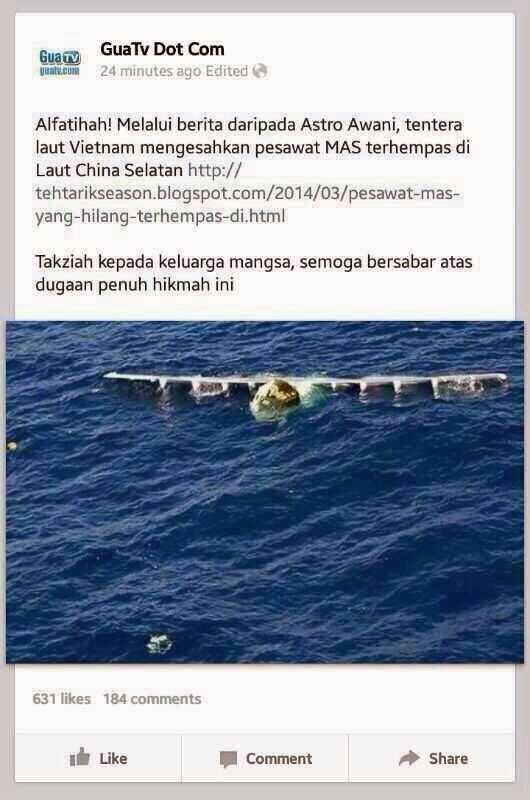 GuaTV
guatv.com
GuaTv Dot Com
24 minutes ago Edited
Alfatihah! Melalui berita daripada Astro Awani, tentera
laut Vietnam mengesahkan pesawat MAS terhempas di
Laut China Selatan http://
tehtarikseason.blogspot.com/2014/03/pesawat-mas-
yang-hilang-terhempas-di.html
Takziah kepada keluarga mangsa, semoga bersabar atas
dugaan penuh hikmah ini
631 likes 184 comments
Like Comment Share